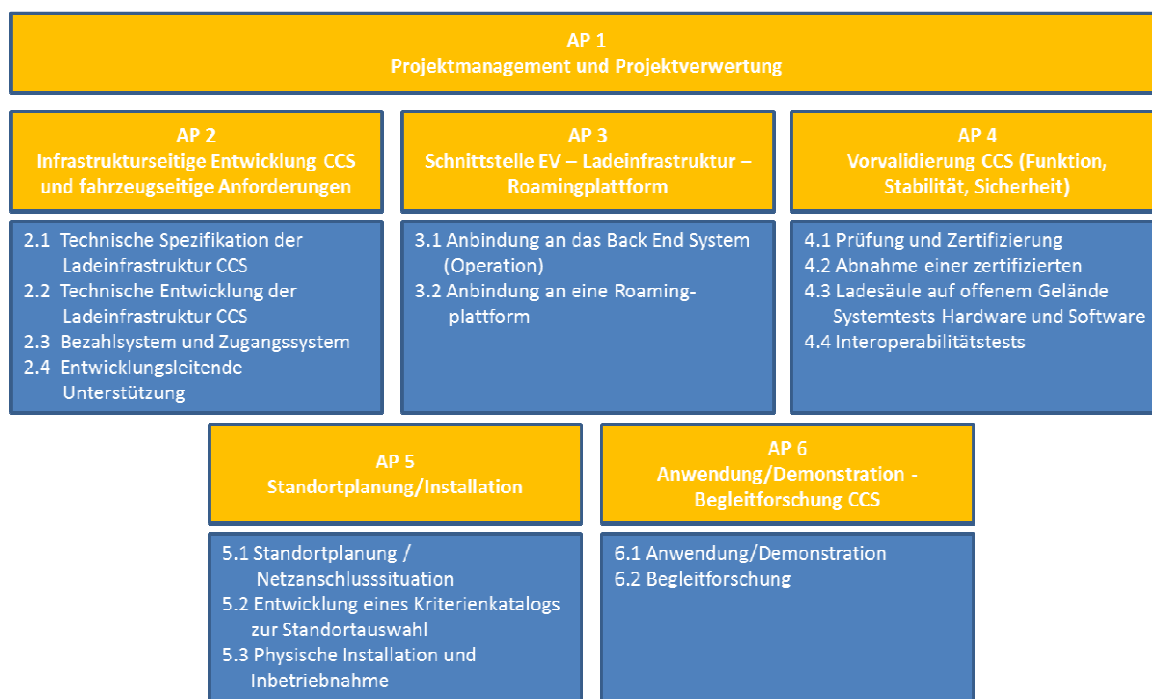 AP 1
Projektmanagement und Projektverwertung
AP 2
Infrastrukturseitige Entwicklung CCS
und fahrzeugseitige Anforderungen
AP 3
Schnittstelle EV – Ladeinfrastruktur –
Roamingplattform
AP 4
Vorvalidierung CCS (Funktion,
Stabilität, Sicherheit)
2.1 Technische Spezifikation der
Ladeinfrastruktur CCS
2.2 Technische Entwicklung der
Ladeinfrastruktur CCS
2.3 Bezahlsystem und Zugangssystem
2.4 Entwicklungsleitende
Unterstützung
3.1 Anbindung an das Back End System
(Operation)
3.2 Anbindung an eine Roaming-
plattform
4.1 Prüfung und Zertifizierung
4.2 Abnahme einer zertifizierten
4.3 Ladesäule auf offenem Gelände
Systemtests Hardware und Software
4.4 Interoperabilitätstests
AP 5
Standortplanung/Installation
AP 6
Anwendung/Demonstration -
Begleitforschung CCS
5.1 Standortplanung /
Netzanschlusssituation
5.2 Entwicklung eines Kriterienkatalogs
zur Standortauswahl
5.3 Physische Installation und
Inbetriebnahme
6.1 Anwendung/Demonstration
6.2 Begleitforschung